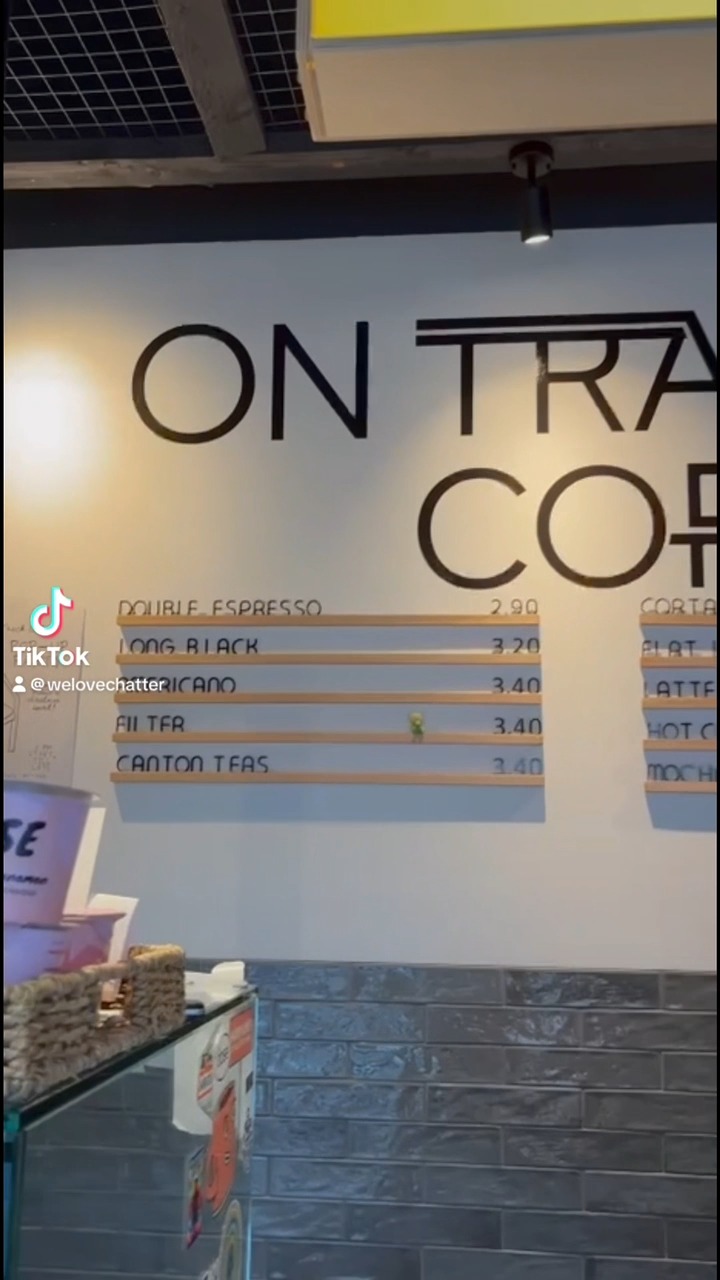 ON TRA
CO
DOUBLE ESPRESSO 2.90
LONG BLACK 3.20
AMERICANO 3.40
FILTER 3.40
CANTON TEAS 3.40
CORTA
FLAT
LATTE
HOT C
MOCH
TikTok
@welovechatter
SE